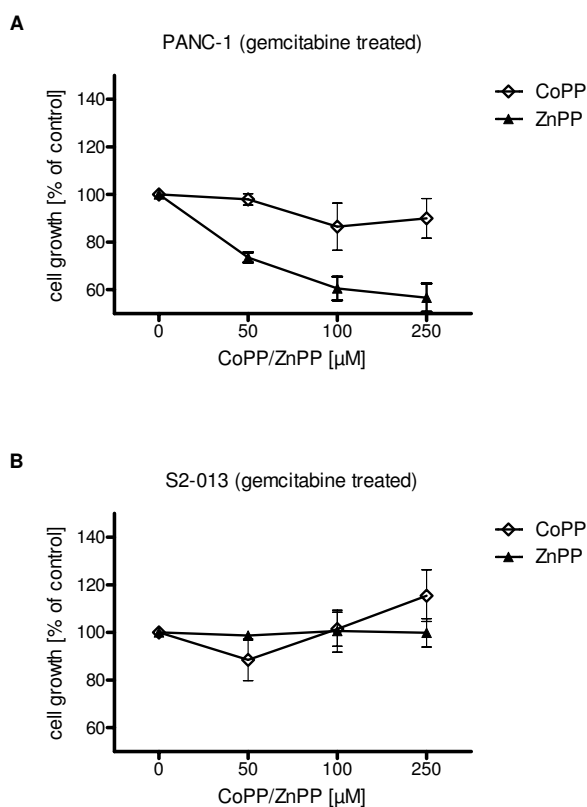 A
PANC-1 (gemcitabine treated)
140
120
100
80
60
cell growth [% of control]
0 50 100 250
CoPP/ZnPP [µM]
CoPP
ZnPP
B
S2-013 (gemcitabine treated)
140
120
100
80
60
cell growth [% of control]
0 50 100 250
CoPP/ZnPP [µM]
CoPP
ZnPP